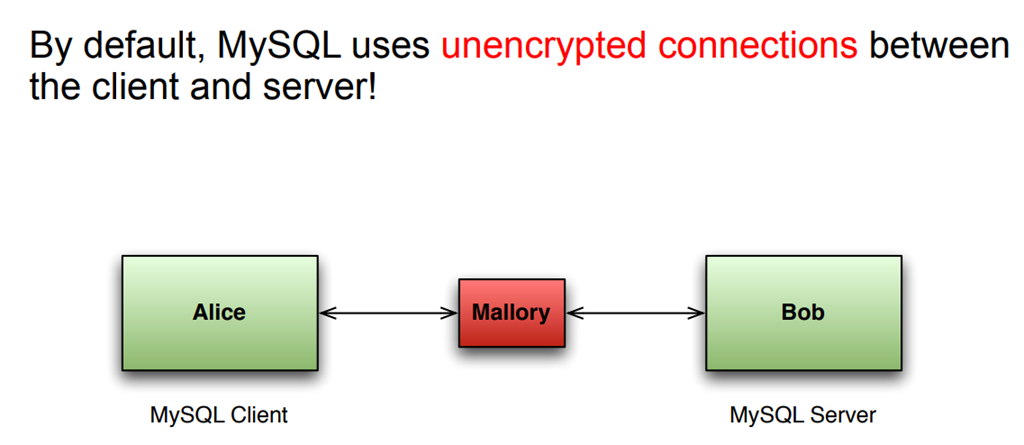 By default, MySQL uses unencrypted connections between
the client and server!
Alice
Mallory
Bob
MySQL Client
MySQL Server